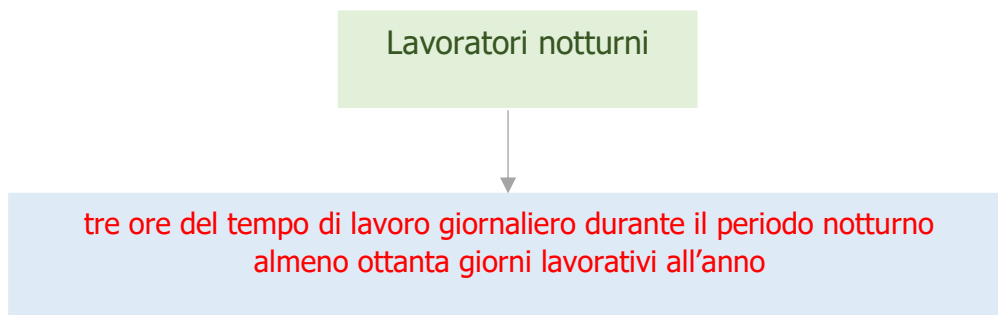 Lavoratori notturni
tre ore del tempo di lavoro giornaliero durante il periodo notturno
almeno ottanta giorni lavorativi all’anno